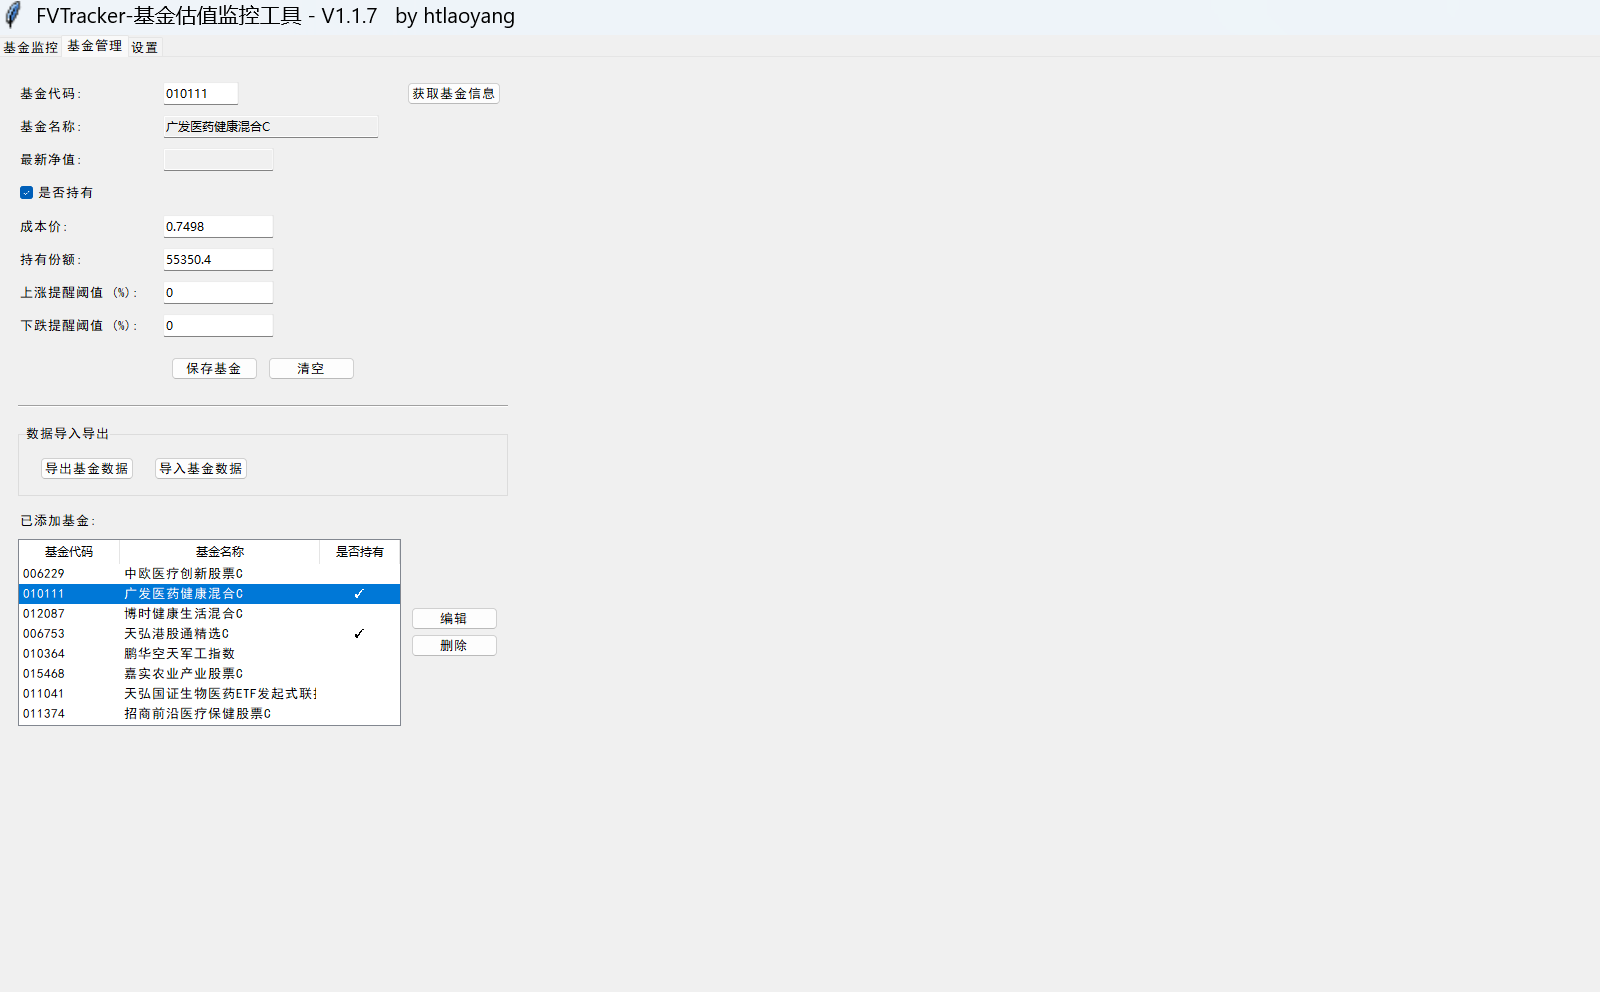 FVTracker-基金估值监控工具 - V1.1.7   by htlaoyang
基金监控 基金管理 设置
基金代码: 010111 获取基金信息
基金名称: 广发医药健康混合C
最新净值:
是否持有
成本价: 0.7498
持有份额: 55350.4
上涨提醒阈值 (%): 0
下跌提醒阈值 (%): 0
保存基金 清空
数据导入导出
导出基金数据 导入基金数据
已添加基金:
基金代码 基金名称 是否持有
006229 中欧医疗创新股票C
010111 广发医药健康混合C ✓
012087 博时健康生活混合C
006753 天弘港股通精选C ✓
010364 鹏华空天军工指数
015468 嘉实农业产业股票C
011041 天弘国证生物医药ETF发起式联
011374 招商前沿医疗保健股票C
编辑
删除